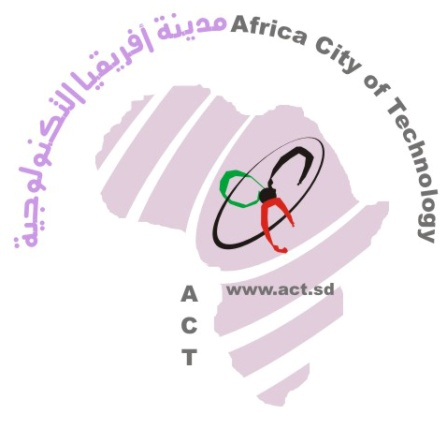 مدينة أفريقيا التكنولوجية
Africa City of Technology
www.act.sd
A
C
T